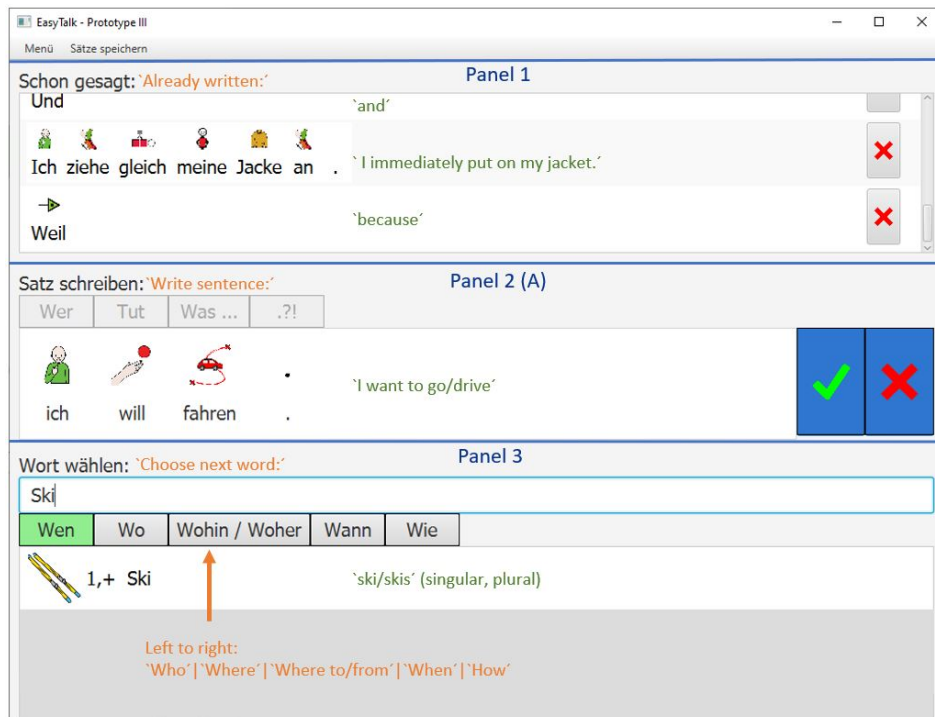 EasyTalk - Prototype III
Menü Sätze speichern
Panel 1
Schon gesagt: `Already written:´
Und `and´
Ich ziehe gleich meine Jacke an . ` I immediately put on my jacket.´
Weil `because´
Panel 2 (A)
Satz schreiben: `Write sentence:´
Wer Tut Was ... .?!
ich will fahren . `I want to go/drive´
Panel 3
Wort wählen: `Choose next word:´
Ski
Wen Wo Wohin / Woher Wann Wie
1,+ Ski `ski/skis´ (singular, plural)
Left to right:
`Who´|`Where´|`Where to/from´|`When´|`How´